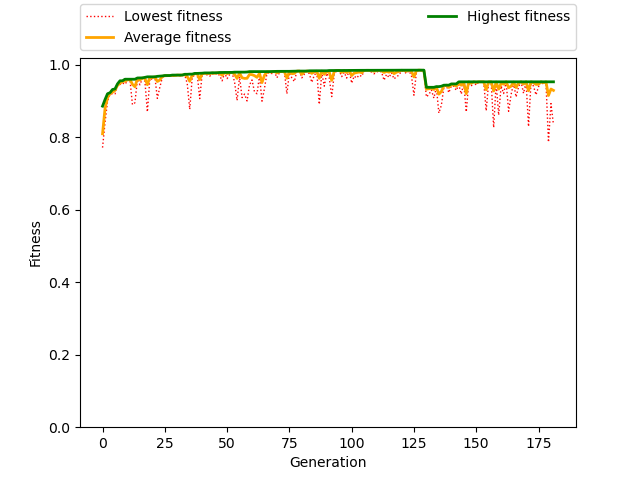 Lowest fitness
Average fitness
Highest fitness
1.0
0.8
0.6
0.4
0.2
0.0
Fitness
0 25 50 75 100 125 150 175
Generation